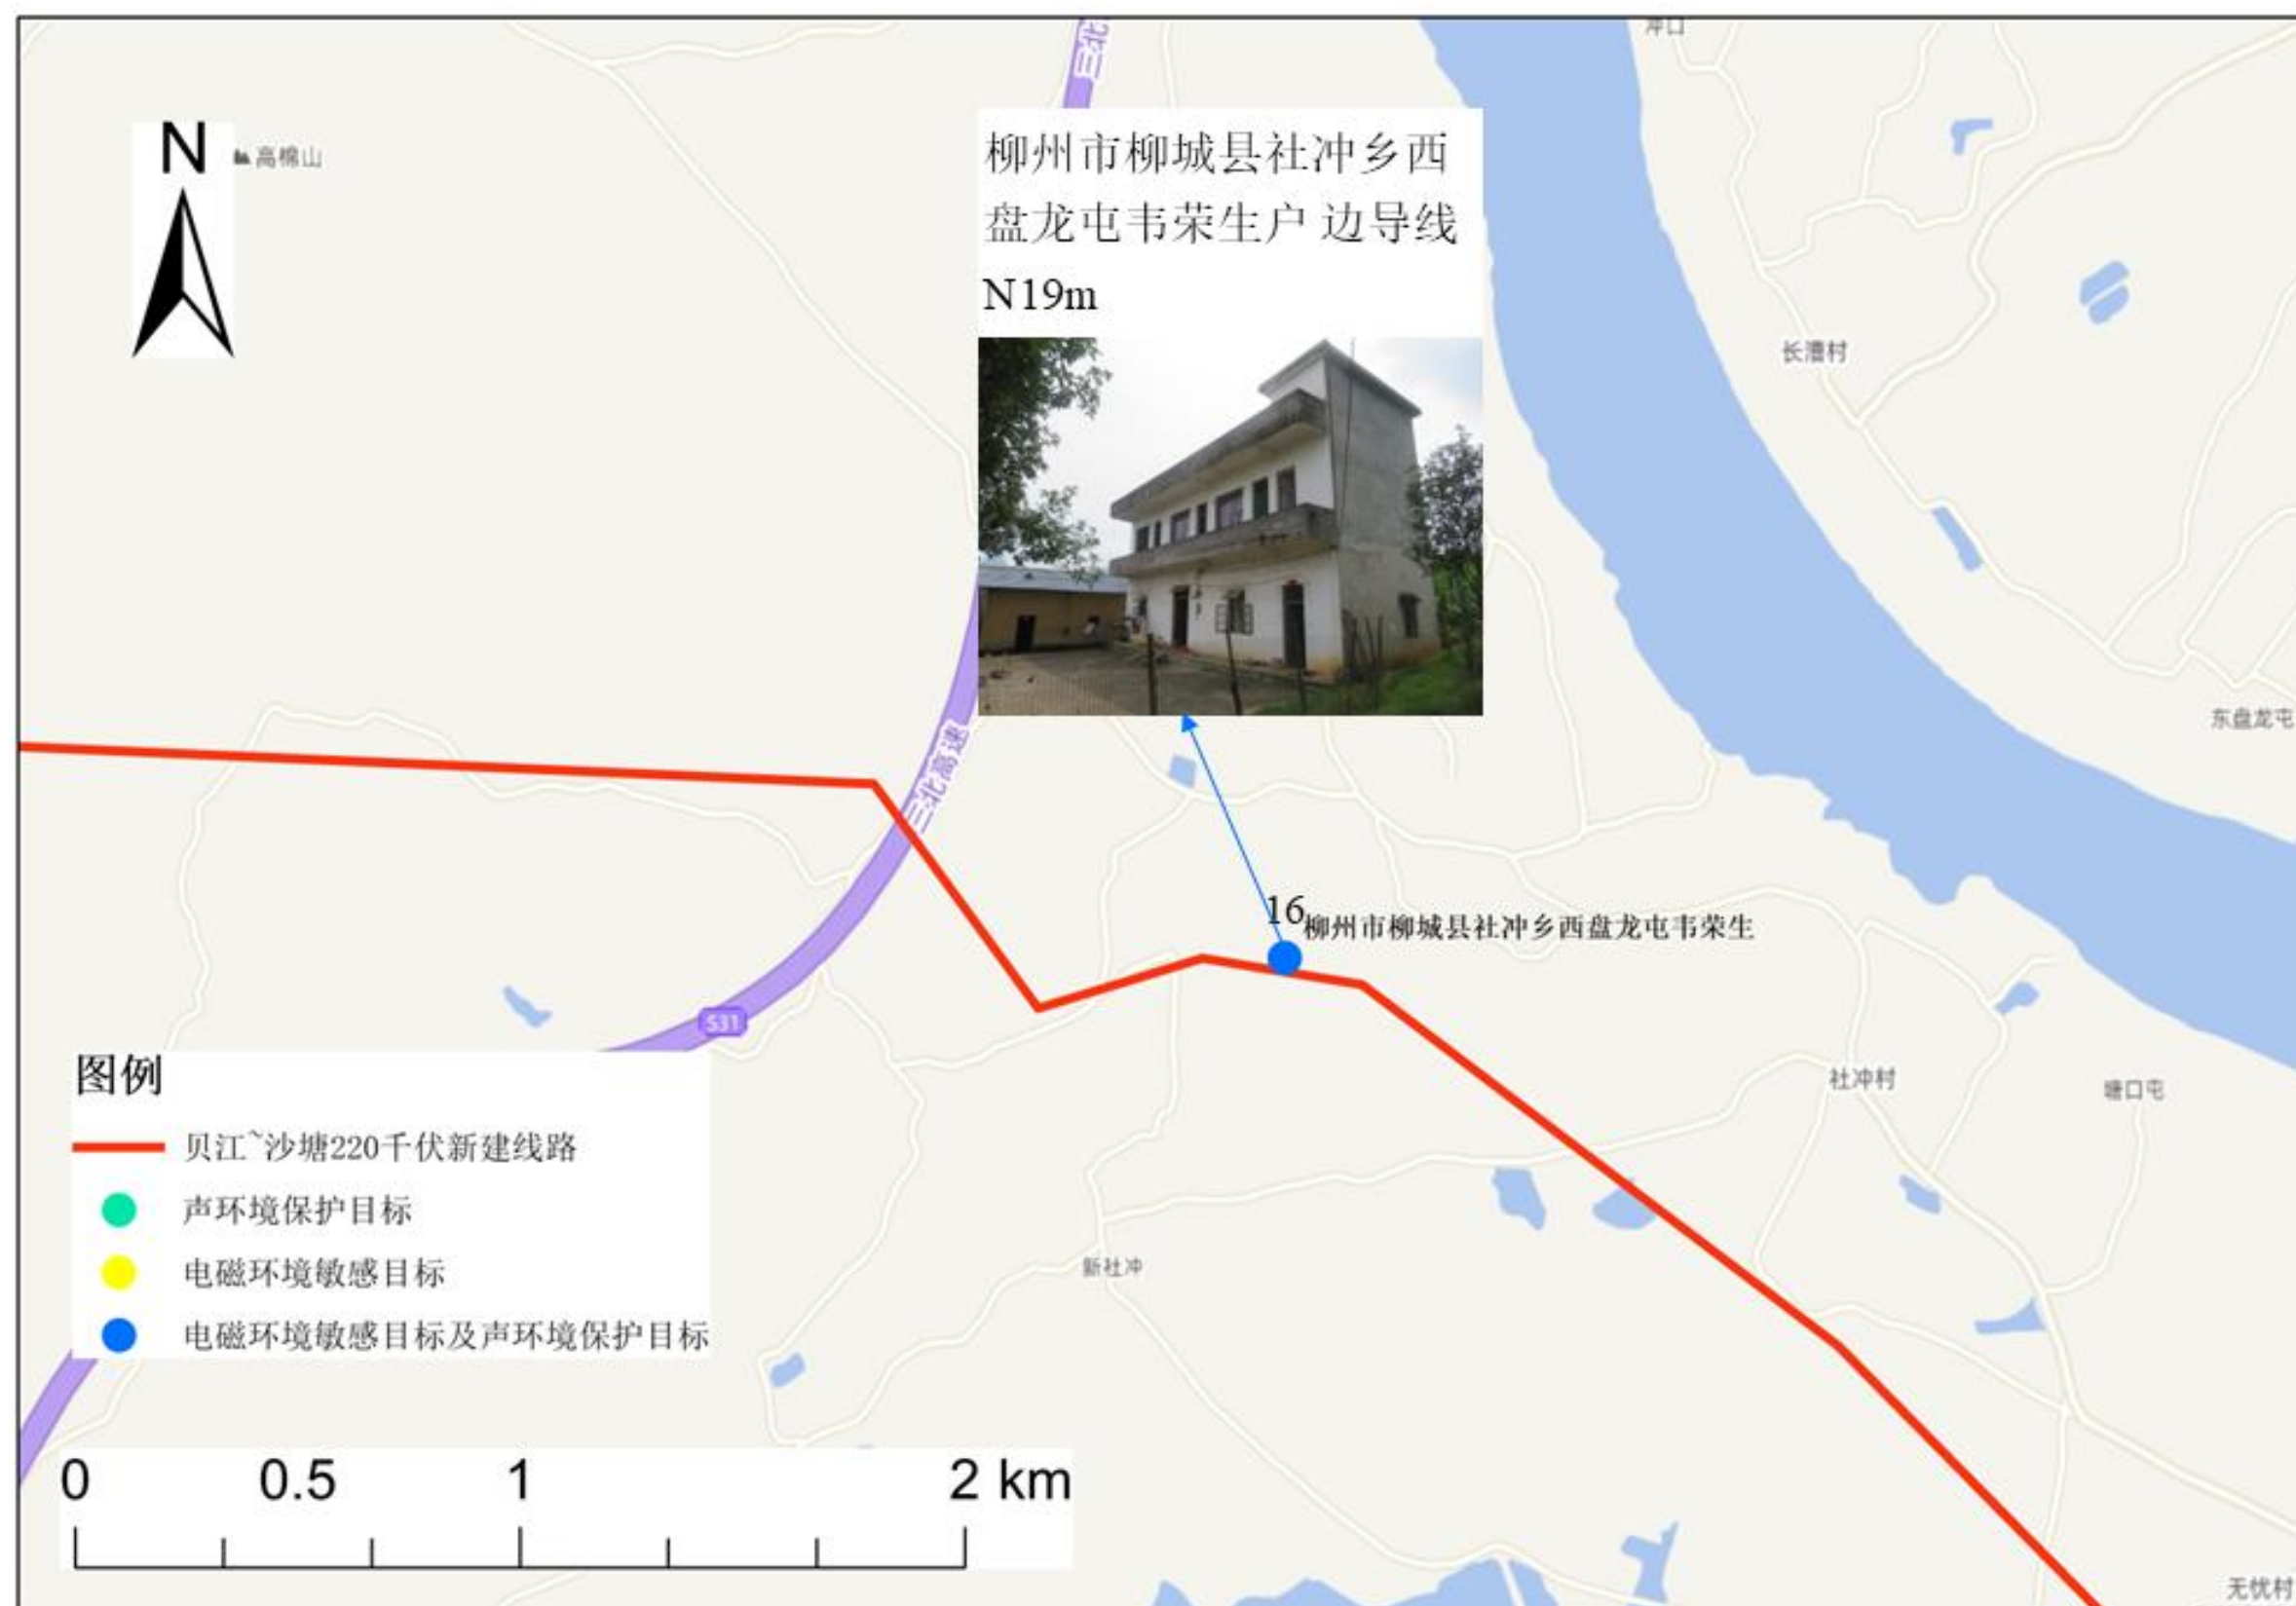 冲口
三北
N
高棉山
柳州市柳城县社冲乡西
盘龙屯韦荣生户 边导线
N19m
长漕村
东盘龙屯
三北高速
16
柳州市柳城县社冲乡西盘龙屯韦荣生
S31
社冲村
塘口屯
新社冲
图例
贝江~沙塘220千伏新建线路
声环境保护目标
电磁环境敏感目标
电磁环境敏感目标及声环境保护目标
0 0.5 1 2 km
无忧村